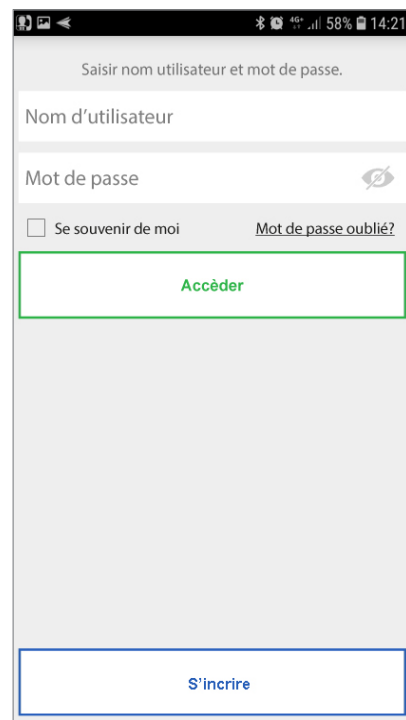 4G+ 58% 14:21
Saisir nom utilisateur et mot de passe.
Nom d’utilisateur
Mot de passe
Se souvenir de moi Mot de passe oublié?
Accèder
S’incrire